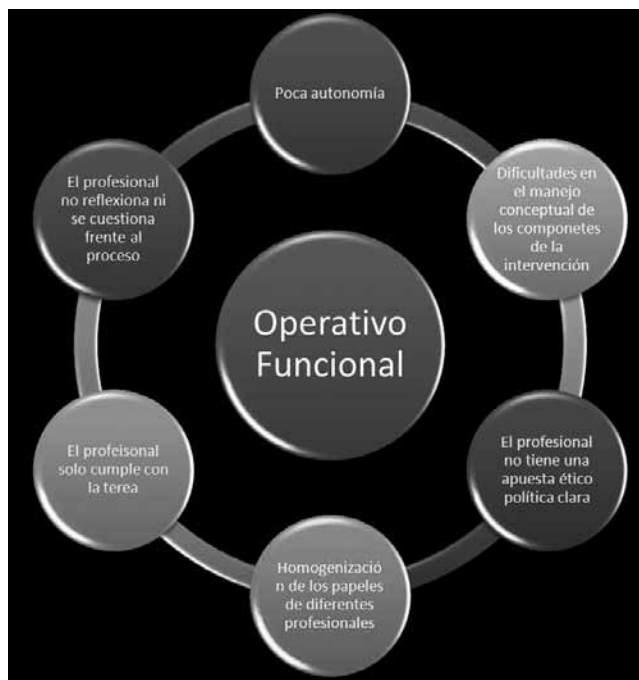 Poca autonomía
Dificultades en
el manejo
conceptual de
los componetes
de la
intervención
El profesional
no tiene una
apuesta ético
política clara
Homogenizació
n de los papeles
de diferentes
profesionales
El profeisonal
solo cumple con
la terea
El profesional
no reflexiona ni
se cuestiona
frente al
proceso
Operativo
Funcional